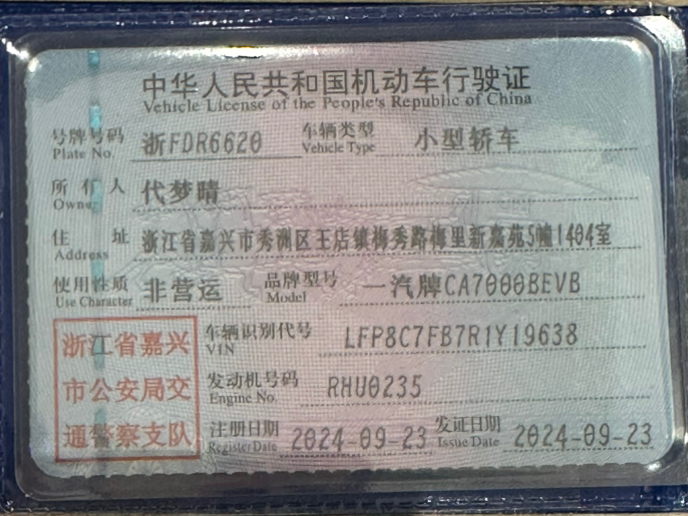 中华人民共和国机动车行驶证
Vehicle License of the People's Republic of China
号牌号码 浙FDR6620 车辆类型 小型轿车
Plate No. Vehicle Type
所有人 代梦晴
Owner
住址 浙江省嘉兴市秀洲区王店镇梅秀路梅里新嘉苑5幢1404室
Address
使用性质 非营运 品牌型号 一汽牌CA7000BEVB
Use Character Model
浙江省嘉兴
市公安局交
通警察支队
车辆识别代号 LFP8C7FB7R1Y19638
VIN
发动机号码 RHU0235
Engine No.
注册日期 2024-09-23 发证日期 2024-09-23
Register Date Issue Date